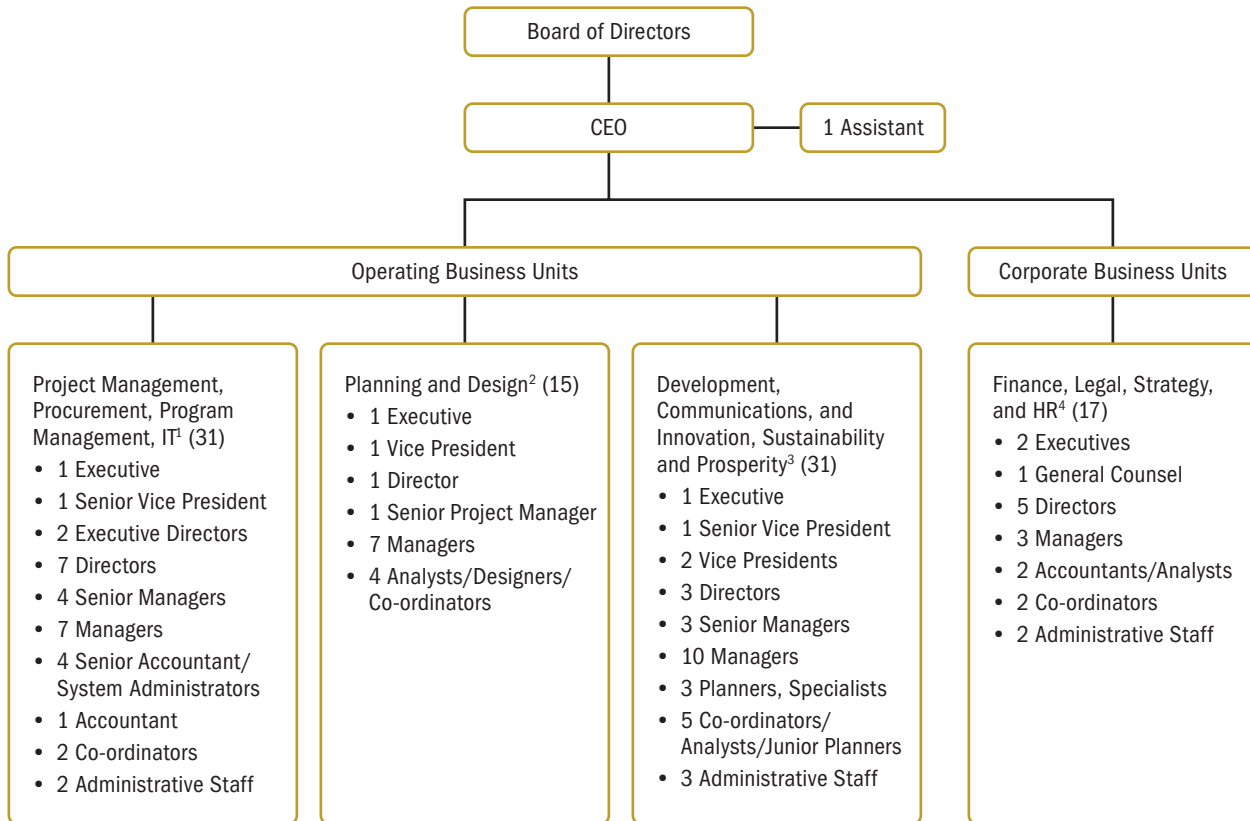 Board of Directors
CEO
1 Assistant
Operating Business Units
Corporate Business Units
Project Management,
Procurement, Program
Management, IT¹ (31)
• 1 Executive
• 1 Senior Vice President
• 2 Executive Directors
• 7 Directors
• 4 Senior Managers
• 7 Managers
• 4 Senior Accountant/
System Administrators
• 1 Accountant
• 2 Co-ordinators
• 2 Administrative Staff
Planning and Design² (15)
• 1 Executive
• 1 Vice President
• 1 Director
• 1 Senior Project Manager
• 7 Managers
• 4 Analysts/Designers/
Co-ordinators
Development,
Communications, and
Innovation, Sustainability
and Prosperity³ (31)
• 1 Executive
• 1 Senior Vice President
• 2 Vice Presidents
• 3 Directors
• 3 Senior Managers
• 10 Managers
• 3 Planners, Specialists
• 5 Co-ordinators/
Analysts/Junior Planners
• 3 Administrative Staff
Finance, Legal, Strategy,
and HR⁴ (17)
• 2 Executives
• 1 General Counsel
• 5 Directors
• 3 Managers
• 2 Accountants/Analysts
• 2 Co-ordinators
• 2 Administrative Staff